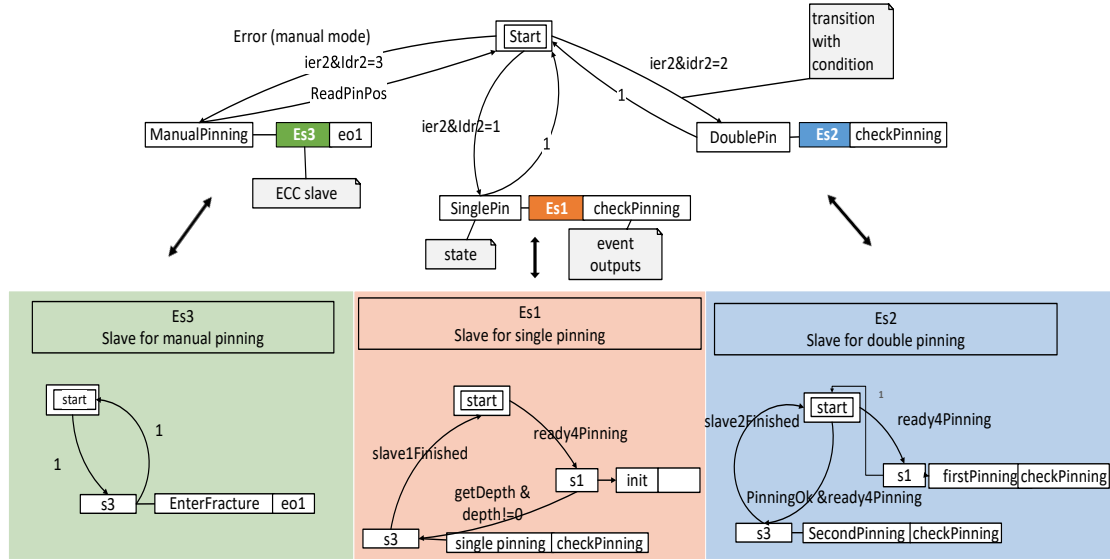 Start
transition
with
condition
Error (manual mode)
ier2&Idr2=3
ReadPinPos
ier2&idr2=2
1
ManualPinning
Es3
eo1
ier2&Idr2=1
1
DoublePin
Es2
checkPinning
ECC slave
SinglePin
Es1
checkPinning
state
event
outputs
Es3
Slave for manual pinning
Es1
Slave for single pinning
Es2
Slave for double pinning
start
1
1
s3
EnterFracture
eo1
start
ready4Pinning
slave1Finished
s1
init
getDepth &
depth!=0
s3
single pinning
checkPinning
1
start
slave2Finished
ready4Pinning
s1
firstPinning
checkPinning
PinningOk &ready4Pinning
s3
SecondPinning
checkPinning